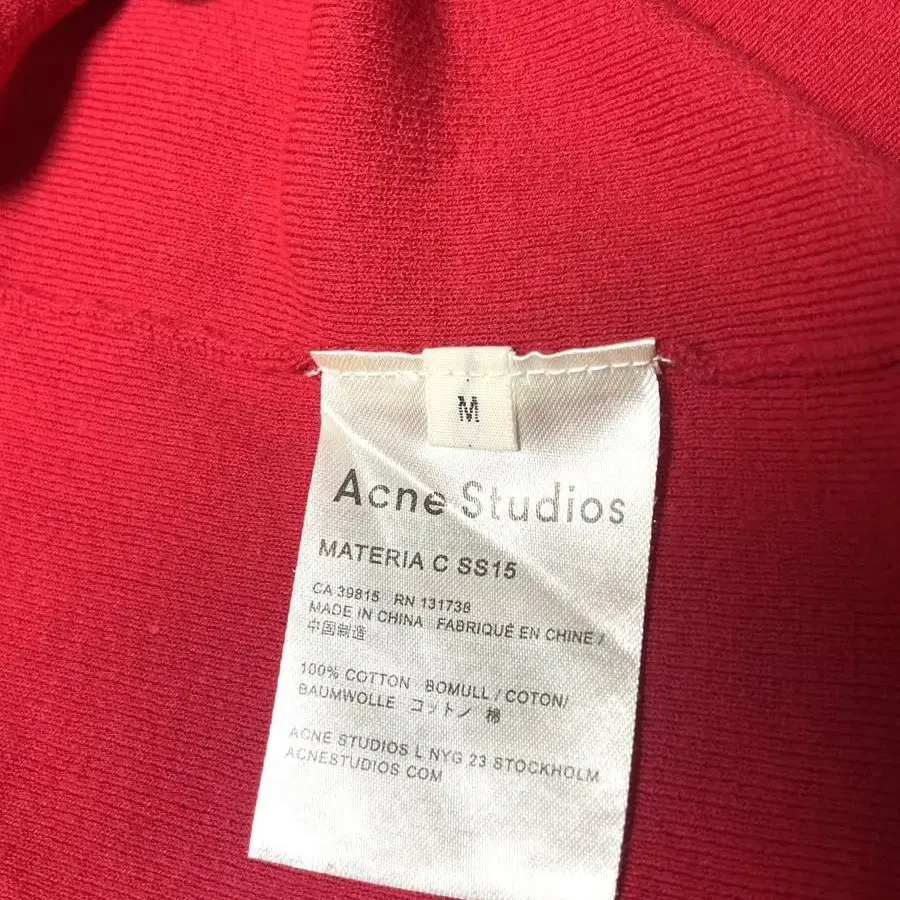 M
Acne Studios
MATERIA C SS15
CA 39815 RN 131738
MADE IN CHINA FABRIQUÉ EN CHINE /
中国制造
100% COTTON BOMULL / COTON/
BAUMWOLLE コットノ 棉
ACNE STUDIOS L NYG 23 STOCKHOLM
ACNESTUDIOS COM